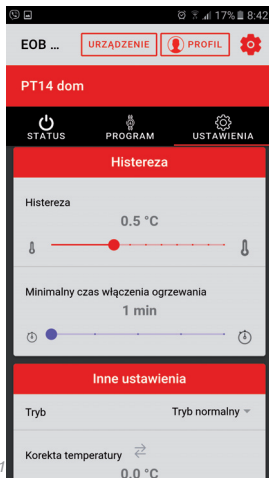 17% 8:42
EOB ...
URZĄDZENIE
PROFIL
PT14 dom
STATUS
PROGRAM
USTAWIENIA
Histereza
Histereza
0.5 °C
Minimalny czas włączenia ogrzewania
1 min
Inne ustawienia
Tryb
Tryb normalny
Korekta temperatury
0.0 °C
1